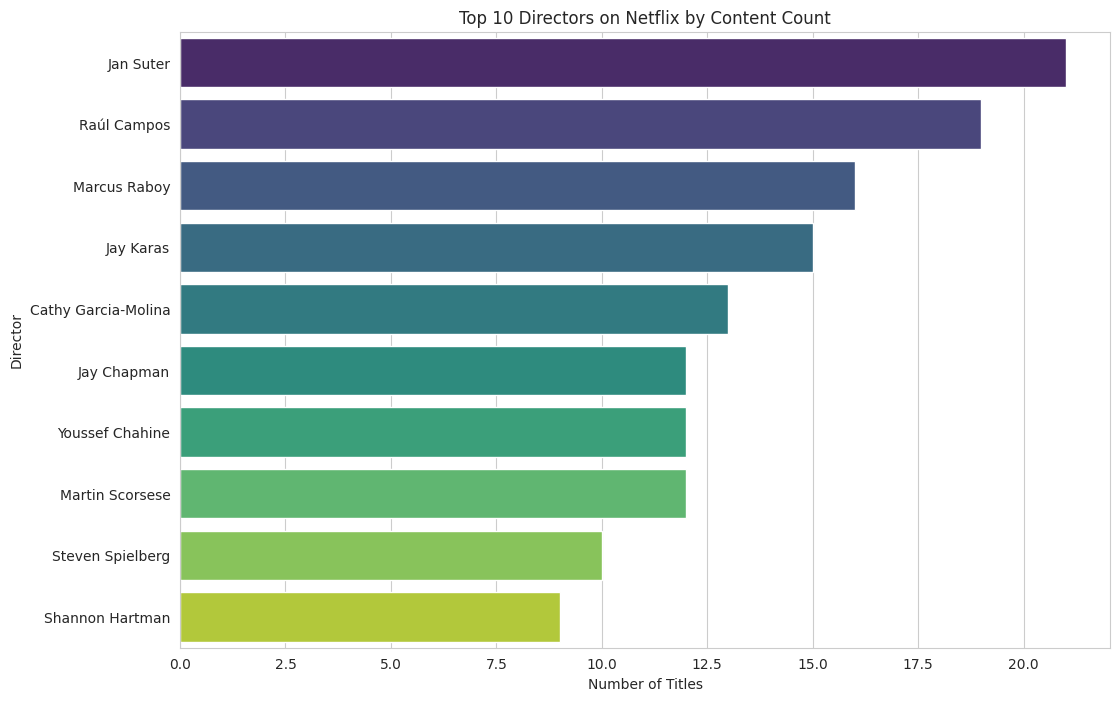 Top 10 Directors on Netflix by Content Count
Director
Jan Suter
Raúl Campos
Marcus Raboy
Jay Karas
Cathy Garcia-Molina
Jay Chapman
Youssef Chahine
Martin Scorsese
Steven Spielberg
Shannon Hartman
0.0 2.5 5.0 7.5 10.0 12.5 15.0 17.5 20.0
Number of Titles